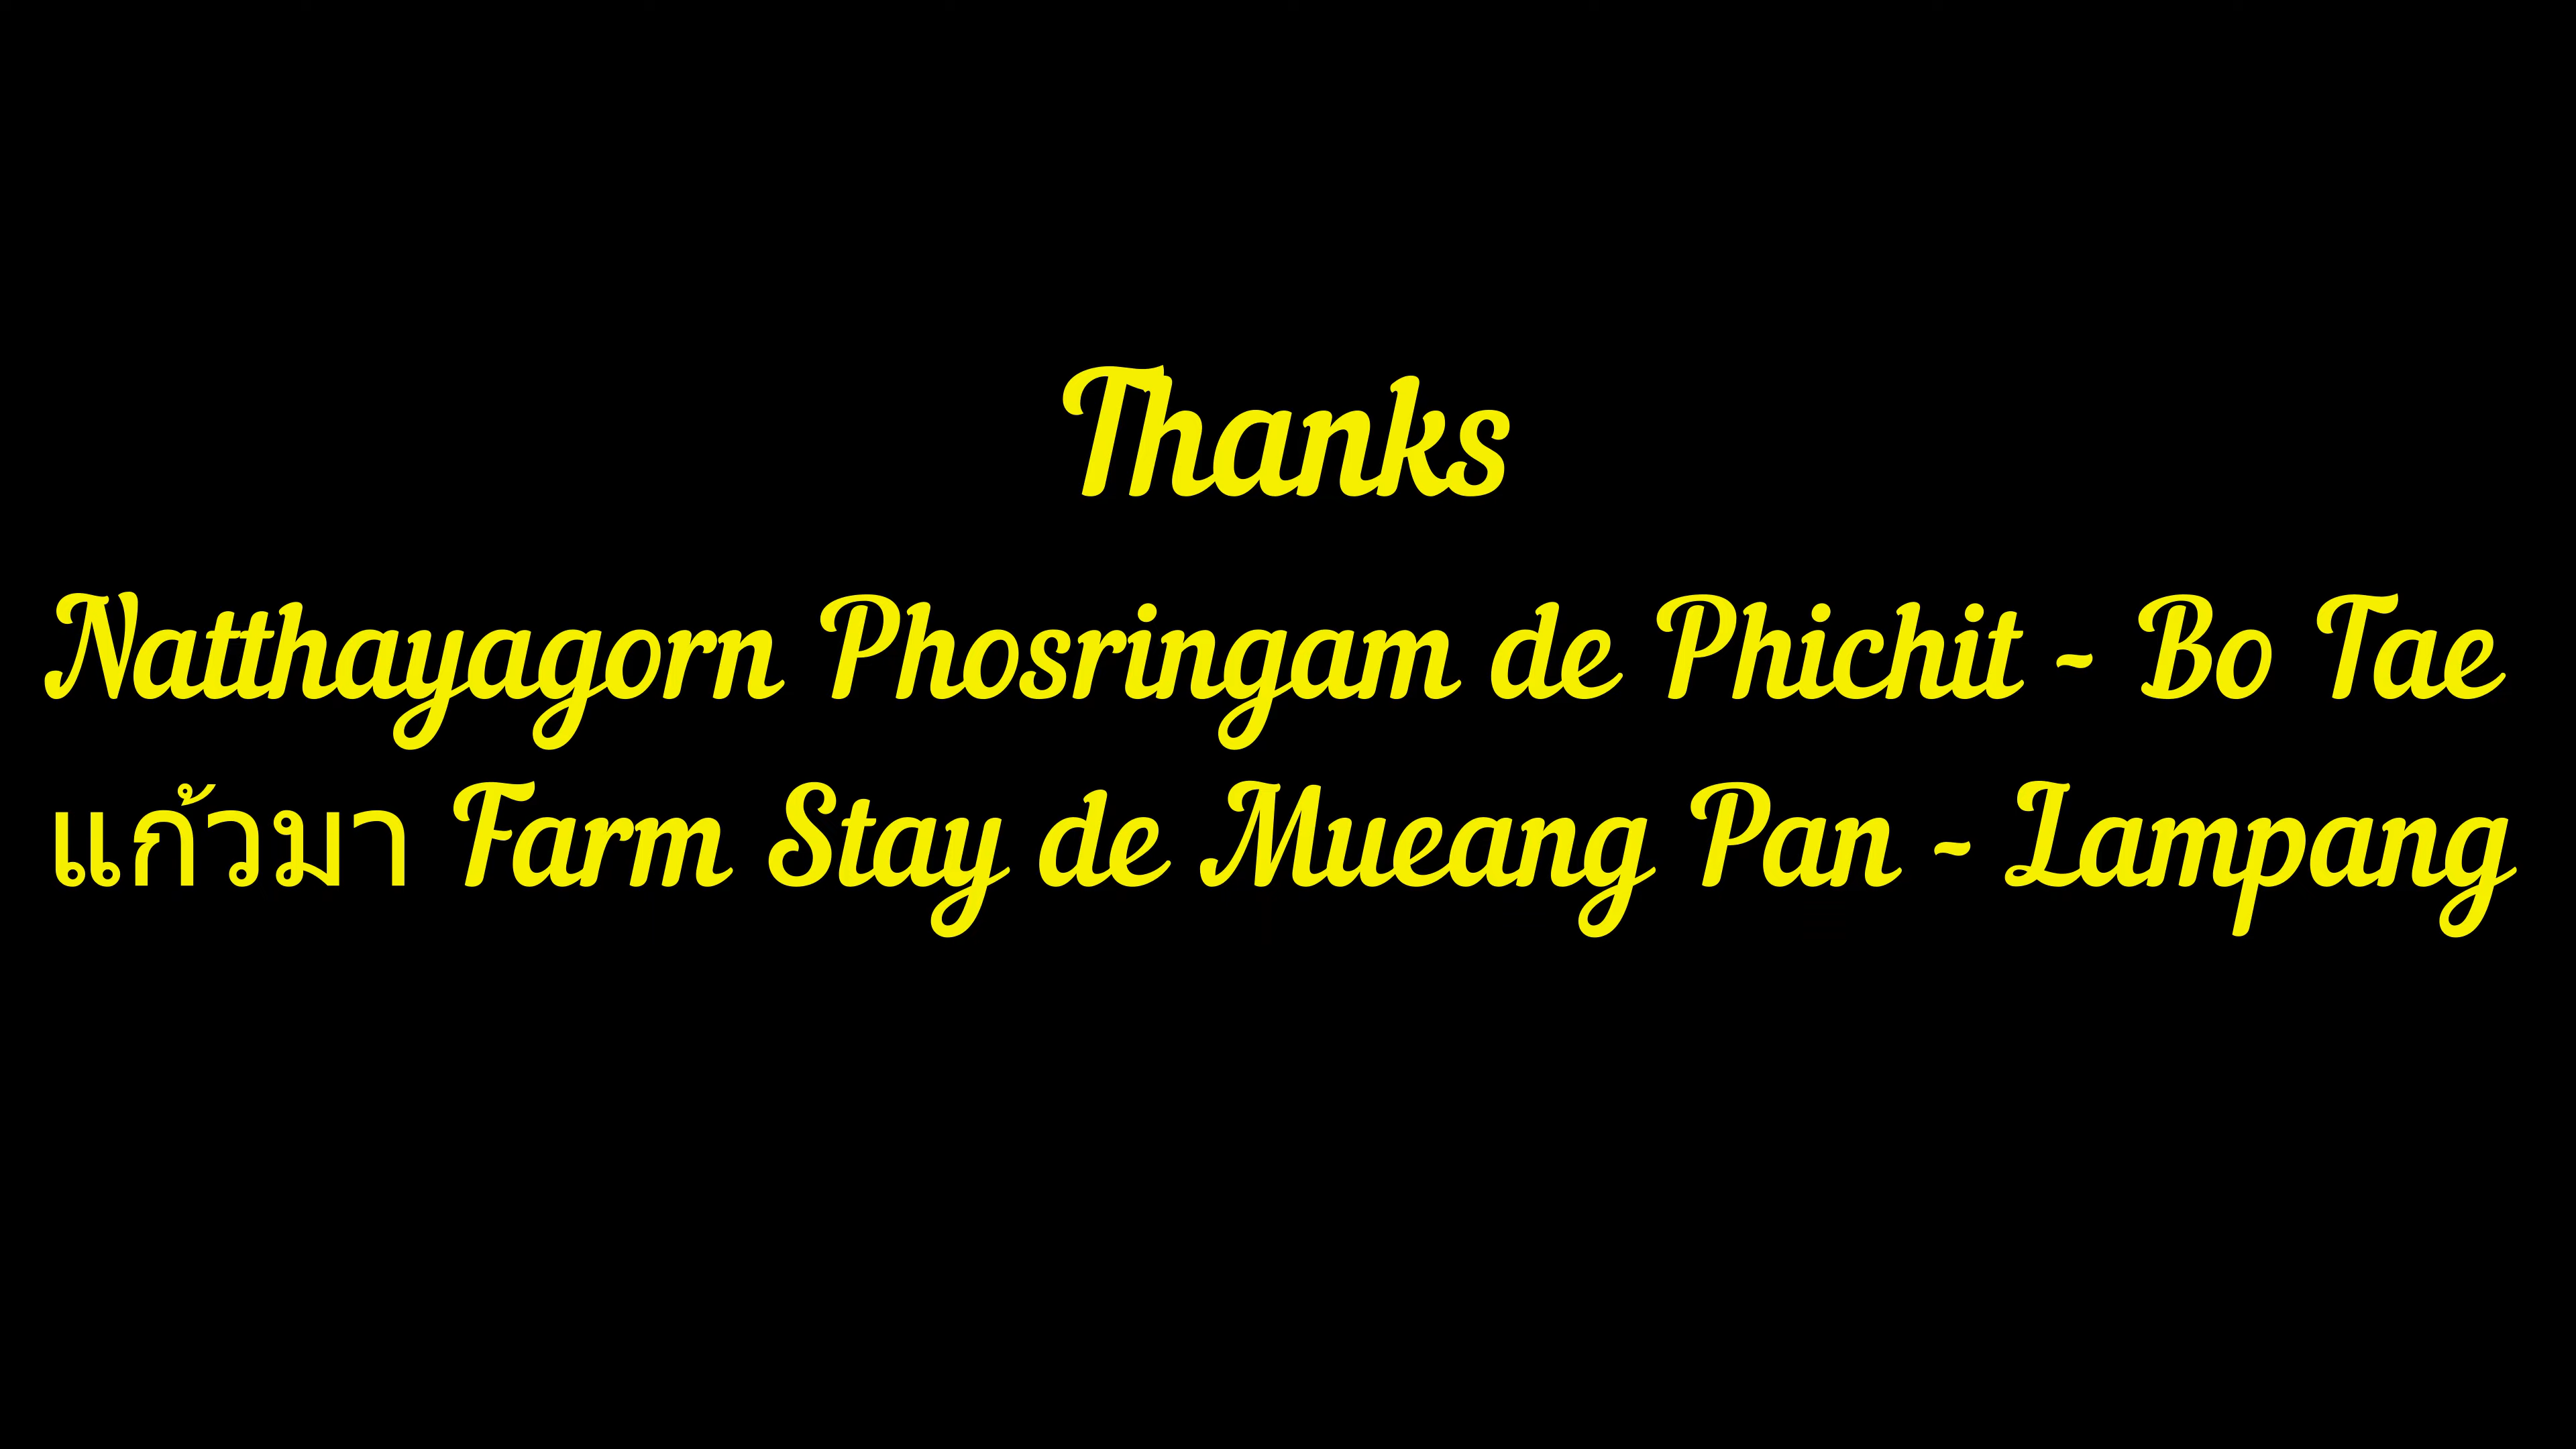 Thanks
Natthayagorn Phosringam de Phichit - Bo Tae
แก้วมา Farm Stay de Mueang Pan - Lampang